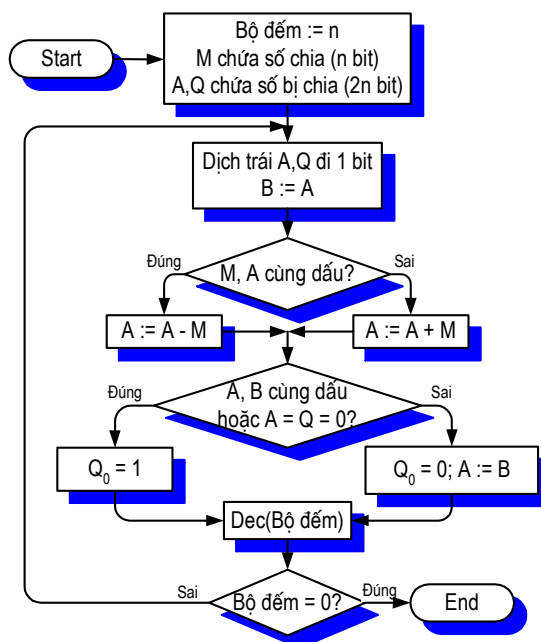 Start
Bộ đếm := n
M chứa số chia (n bit)
A,Q chứa số bị chia (2n bit)
Dịch trái A,Q đi 1 bit
B := A
Đúng
M, A cùng dấu?
Sai
A := A - M
A := A + M
Đúng
A, B cùng dấu
hoặc A = Q = 0?
Sai
Q₀ = 1
Q₀ = 0; A := B
Dec(Bộ đếm)
Sai
Bộ đếm = 0?
Đúng
End